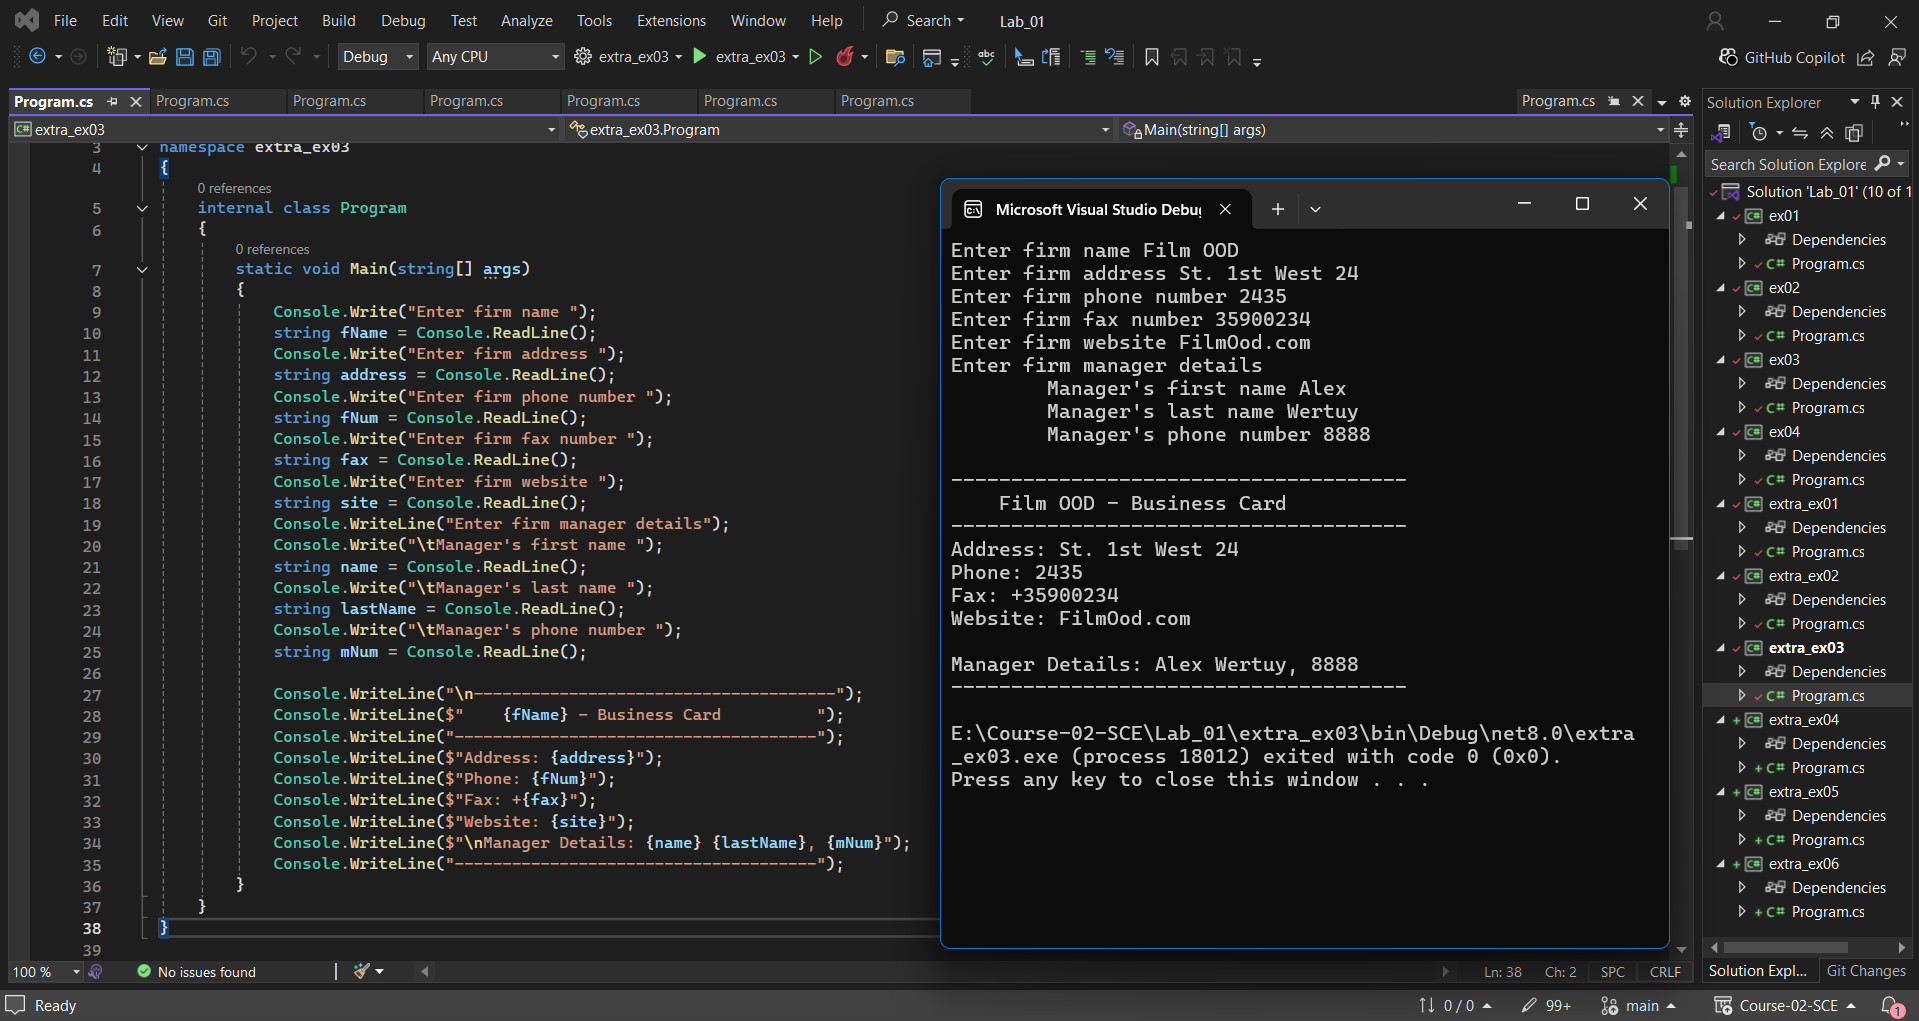 File Edit View Git Project Build Debug Test Analyze Tools Extensions Window Help Search Lab_01
Debug Any CPU extra_ex03 extra_ex03 GitHub Copilot
Program.cs Program.cs Program.cs Program.cs Program.cs Program.cs Program.cs Program.cs
extra_ex03 extra_ex03.Program Main(string[] args)
3 namespace extra_ex03
4 {
0 references
5 internal class Program
6 {
0 references
7 static void Main(string[] args)
8 {
9 Console.Write("Enter firm name ");
10 string fName = Console.ReadLine();
11 Console.Write("Enter firm address ");
12 string address = Console.ReadLine();
13 Console.Write("Enter firm phone number ");
14 string fNum = Console.ReadLine();
15 Console.Write("Enter firm fax number ");
16 string fax = Console.ReadLine();
17 Console.Write("Enter firm website ");
18 string site = Console.ReadLine();
19 Console.WriteLine("Enter firm manager details");
20 Console.Write("\tManager's first name ");
21 string name = Console.ReadLine();
22 Console.Write("\tManager's last name ");
23 string lastName = Console.ReadLine();
24 Console.Write("\tManager's phone number ");
25 string mNum = Console.ReadLine();
26
27 Console.WriteLine("\n--------------------------------------");
28 Console.WriteLine($"    {fName} - Business Card          ");
29 Console.WriteLine("--------------------------------------");
30 Console.WriteLine($"Address: {address}");
31 Console.WriteLine($"Phone: {fNum}");
32 Console.WriteLine($"Fax: +{fax}");
33 Console.WriteLine($"Website: {site}");
34 Console.WriteLine($"\nManager Details: {name} {lastName}, {mNum}");
35 Console.WriteLine("--------------------------------------");
36 }
37 }
38 }
39
100 % No issues found Ln: 38 Ch: 2 SPC CRLF
Microsoft Visual Studio Debug
Enter firm name Film OOD
Enter firm address St. 1st West 24
Enter firm phone number 2435
Enter firm fax number 35900234
Enter firm website FilmOod.com
Enter firm manager details
Manager's first name Alex
Manager's last name Wertuy
Manager's phone number 8888
--------------------------------------
Film OOD - Business Card
--------------------------------------
Address: St. 1st West 24
Phone: 2435
Fax: +35900234
Website: FilmOod.com
Manager Details: Alex Wertuy, 8888
--------------------------------------
E:\Course-02-SCE\Lab_01\extra_ex03\bin\Debug\net8.0\extra
_ex03.exe (process 18012) exited with code 0 (0x0).
Press any key to close this window . . .
Solution Explorer
Search Solution Explore
Solution 'Lab_01' (10 of 1
ex01
Dependencies
C# Program.cs
ex02
Dependencies
C# Program.cs
ex03
Dependencies
C# Program.cs
ex04
Dependencies
C# Program.cs
extra_ex01
Dependencies
C# Program.cs
extra_ex02
Dependencies
C# Program.cs
extra_ex03
Dependencies
C# Program.cs
extra_ex04
Dependencies
C# Program.cs
extra_ex05
Dependencies
C# Program.cs
extra_ex06
Dependencies
C# Program.cs
Solution Expl... Git Changes
Ready 0 / 0 99+ main Course-02-SCE 1